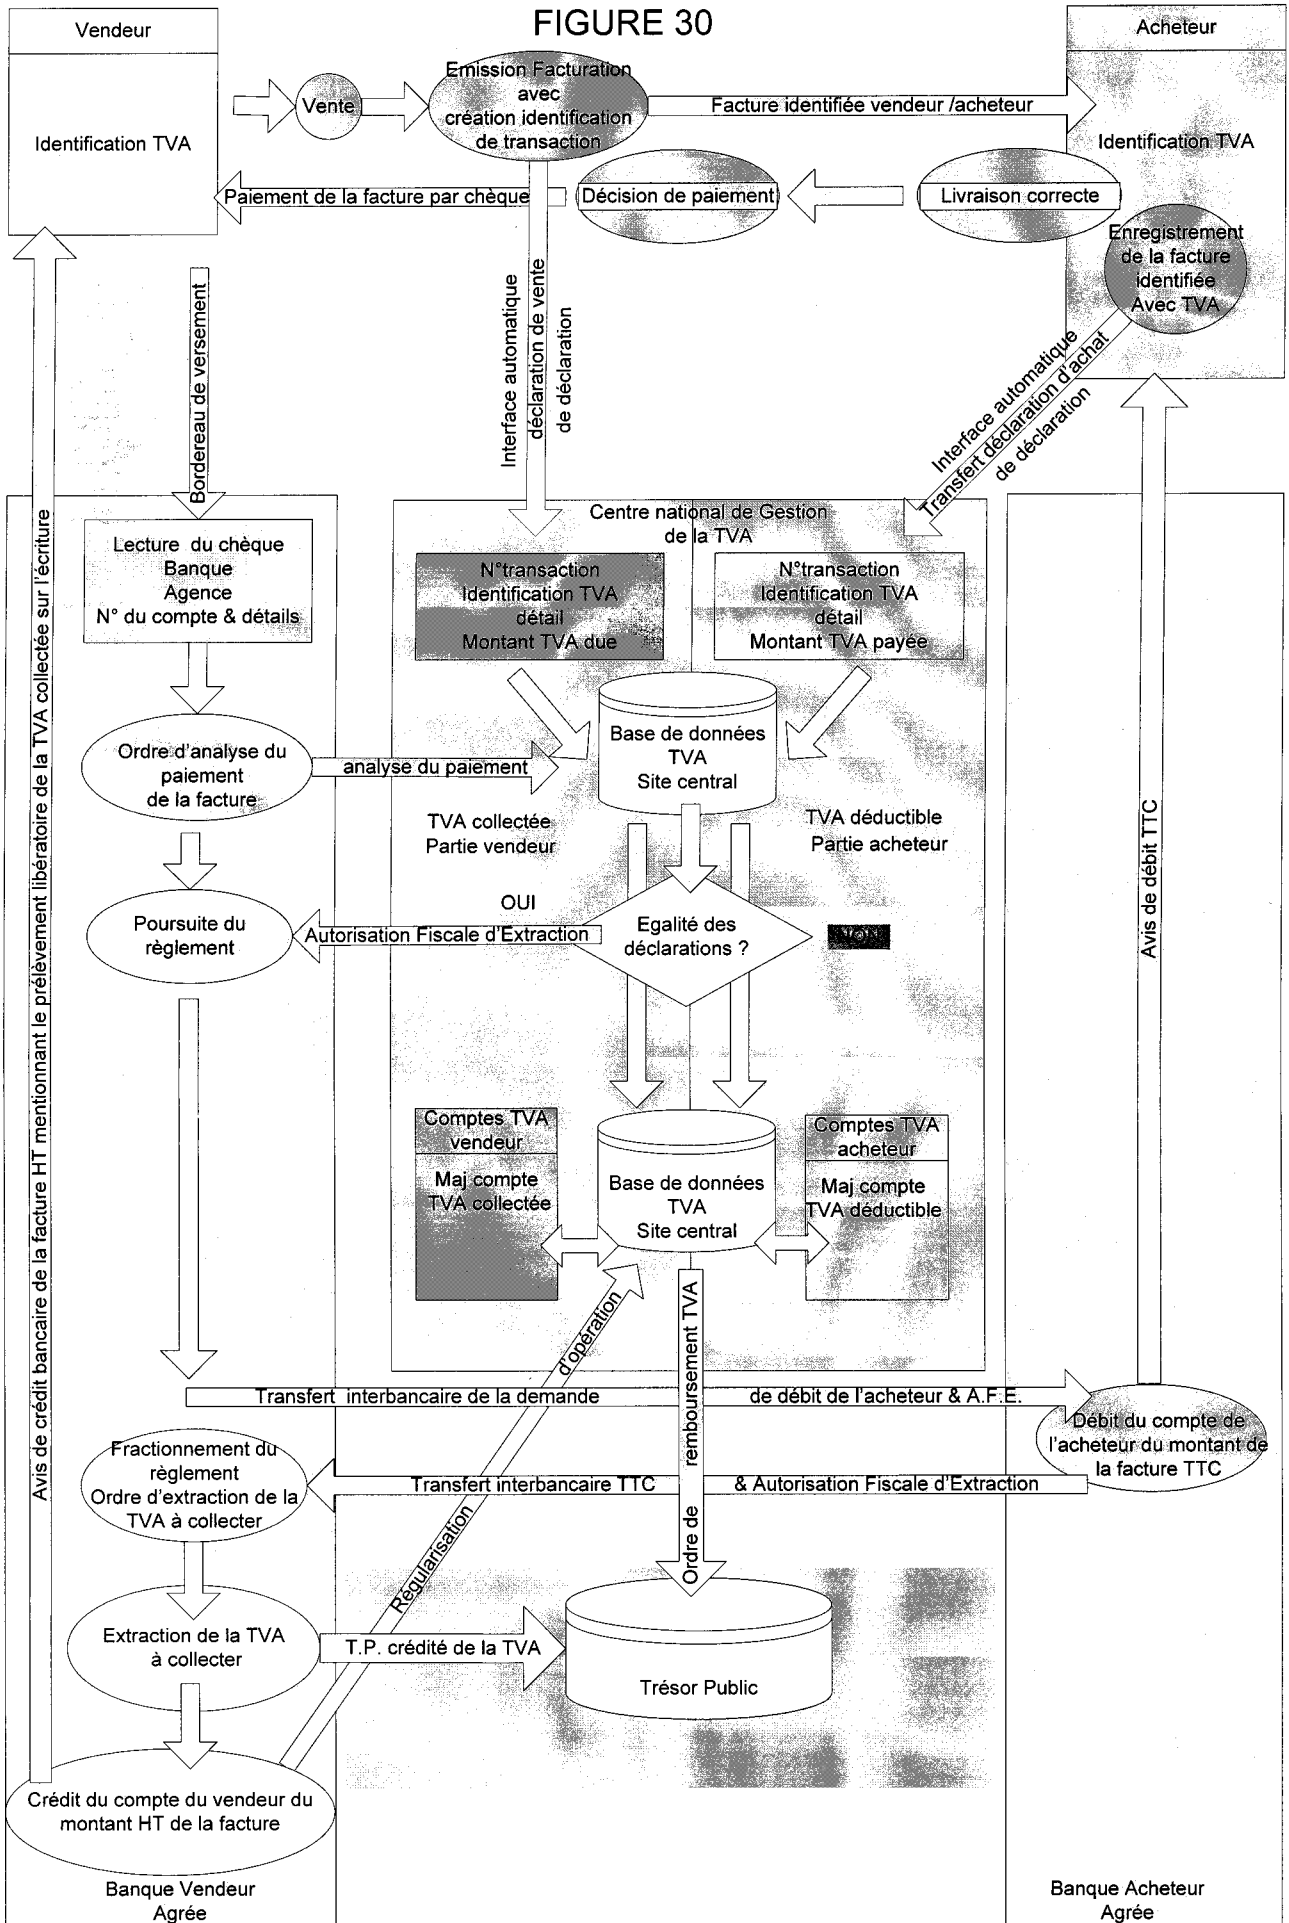 FIGURE 30
Vendeur
Identification TVA
Vente
Emission Facturation
avec
création identification
de transaction
Facture identifiée vendeur /acheteur
Acheteur
Identification TVA
Paiement de la facture par chèque
Décision de paiement
Livraison correcte
Enregistrement
de la facture
identifiée
Avec TVA
Bordereau de versement
Interface automatique
déclaration de vente
de déclaration
Interface automatique
Transfert déclaration d'achat
de déclaration
Avis de crédit bancaire de la facture HT mentionnant le prélèvement libératoire de la TVA collectée sur l'écriture
Lecture du chèque
Banque
Agence
N° du compte & détails
Centre national de Gestion
de la TVA
N°transaction
Identification TVA
détail
Montant TVA due
N°transaction
Identification TVA
détail
Montant TVA payée
Ordre d'analyse du
paiement
de la facture
analyse du paiement
Base de données
TVA
Site central
TVA collectée
Partie vendeur
TVA déductible
Partie acheteur
Avis de débit TTC
Poursuite du
règlement
OUI
Autorisation Fiscale d'Extraction
Egalité des
déclarations ?
NON
Comptes TVA
vendeur
Maj compte
TVA collectée
Base de données
TVA
Site central
Comptes TVA
acheteur
Maj compte
TVA déductible
Régularisation d'opération
Ordre de remboursement TVA
Transfert interbancaire de la demande de débit de l'acheteur & A.F.E.
Débit du compte de
l'acheteur du montant de
la facture TTC
Fractionnement du
règlement
Ordre d'extraction de la
TVA à collecter
Transfert interbancaire TTC & Autorisation Fiscale d'Extraction
Extraction de la TVA
à collecter
T.P. crédité de la TVA
Trésor Public
Crédit du compte du vendeur du
montant HT de la facture
Banque Vendeur
Agrée
Banque Acheteur
Agrée